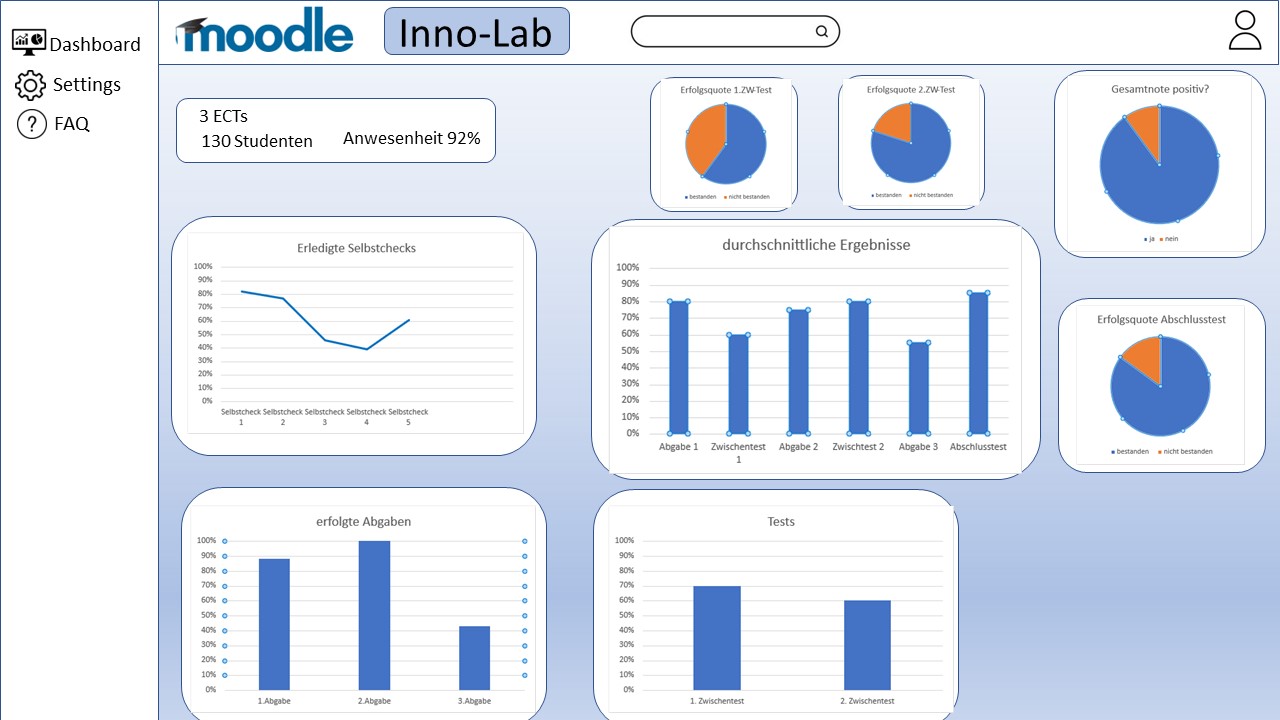 moodle
Inno-Lab
Dashboard
Settings
? FAQ
3 ECTs
130 Studenten
Anwesenheit 92%
Erfolgsquote 1.ZW-Test
bestanden nicht bestanden
Erfolgsquote 2.ZW-Test
bestanden nicht bestanden
Gesamtnote positiv?
ja nein
Erledigte Selbstchecks
100%
90%
80%
70%
60%
50%
40%
30%
20%
10%
0%
Selbstcheck Selbstcheck Selbstcheck Selbstcheck Selbstcheck
1 2 3 4 5
durchschnittliche Ergebnisse
100%
90%
80%
70%
60%
50%
40%
30%
20%
10%
0%
Abgabe 1 Zwischentest Abgabe 2 Zwischtest 2 Abgabe 3 Abschlusstest
1
Erfolgsquote Abschlusstest
bestanden nicht bestanden
erfolgte Abgaben
100%
90%
80%
70%
60%
50%
40%
30%
20%
10%
0%
1.Abgabe 2.Abgabe 3.Abgabe
Tests
100%
90%
80%
70%
60%
50%
40%
30%
20%
10%
0%
1. Zwischentest 2. Zwischentest